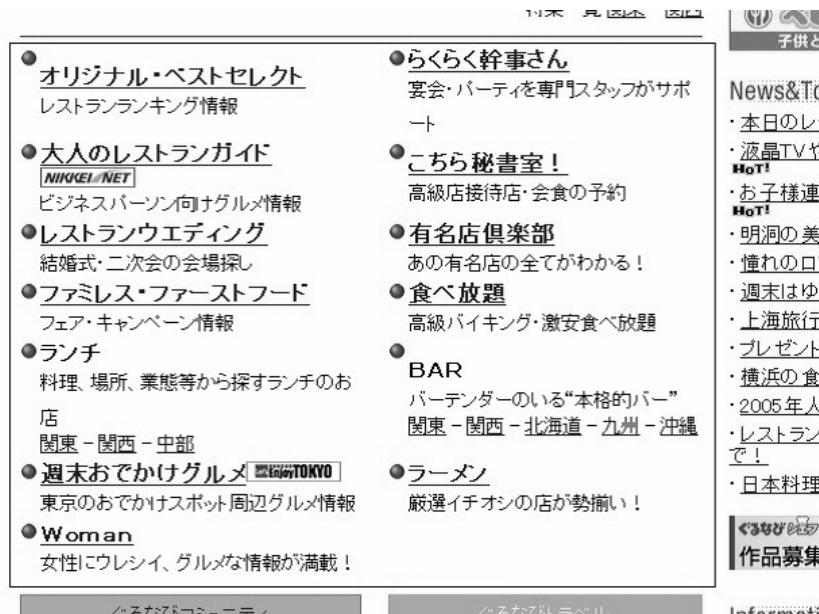 オリジナル・ベストセレクト
レストランランキング情報
大人のレストランガイド
NIKKEI NET
ビジネスパーソン向けグルメ情報
レストランウエディング
結婚式・二次会の会場探し
ファミレス・ファーストフード
フェア・キャンペーン情報
ランチ
料理、場所、業態等から探すランチのお
店
関東－関西－中部
週末おでかけグルメ EnjoyTOKYO
東京のおでかけスポット周辺グルメ情報
Woman
女性にウレシイ、グルメな情報が満載！
らくらく幹事さん
宴会・パーティを専門スタッフがサポ
ート
こちら秘書室！
高級店接待店・会食の予約
有名店倶楽部
あの有名店の全てがわかる！
食べ放題
高級バイキング・激安食べ放題
BAR
バーテンダーのいる“本格的バー”
関東－関西－北海道－九州－沖縄
ラーメン
厳選イチオシの店が勢揃い！
子供と
News&To
・本日のレ
・液晶TVや
HoT!
・お子様連
HoT!
・明洞の美
・憧れのロ
・週末はゆ
・上海旅行
・プレゼント
・横浜の食
・2005年人
・レストラン
で！
・日本料理
ぐるなび
作品募集